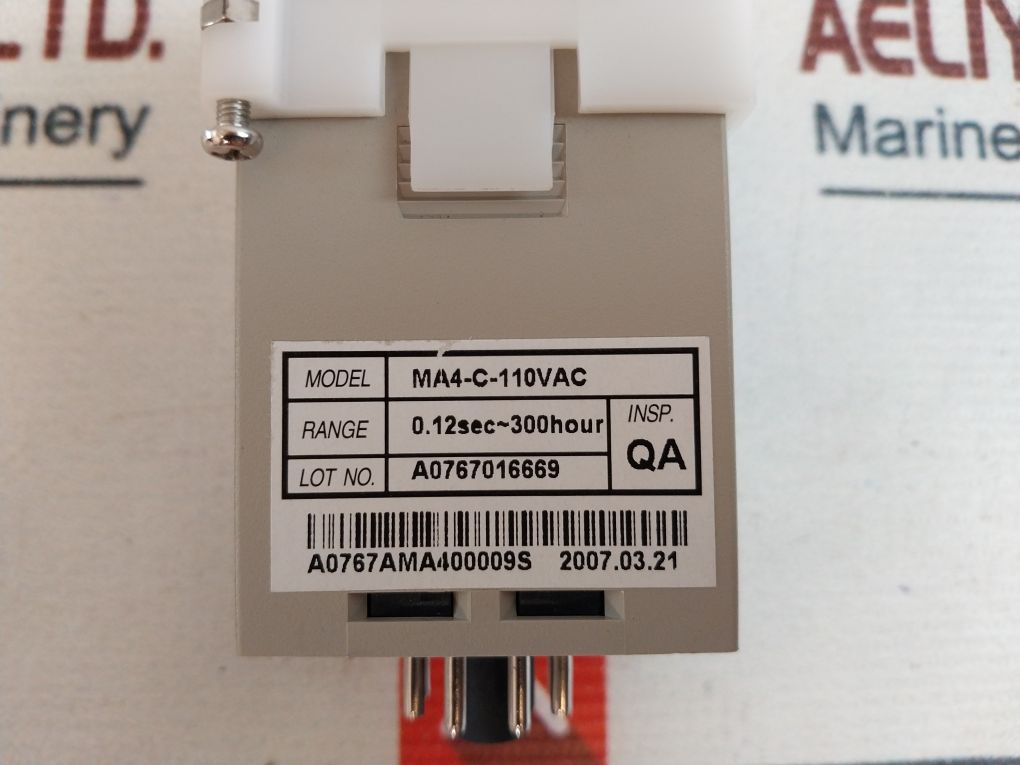 LTD.
AELIY
nery
Marine
MODEL MA4-C-110VAC
RANGE 0.12sec~300hour INSP.
QA
LOT NO. A0767016669
A0767AMA400009S 2007.03.21